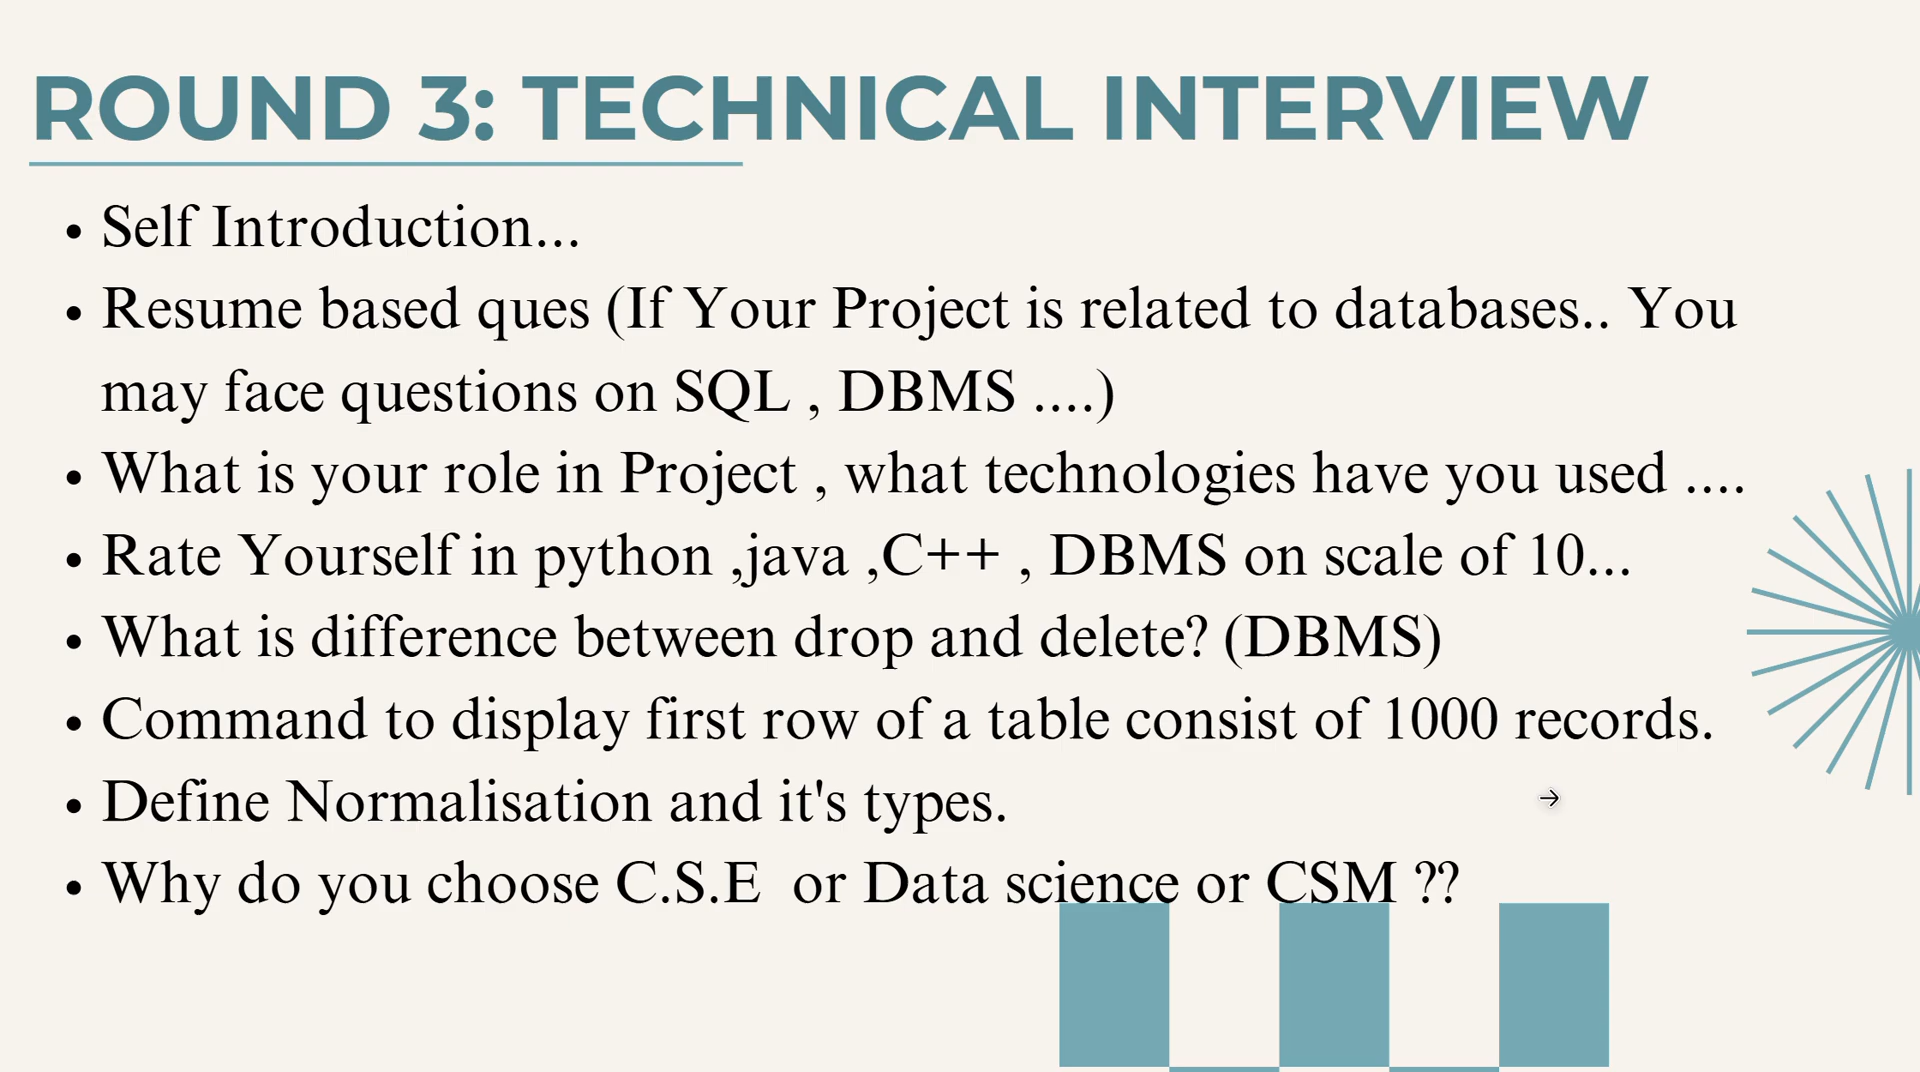 ROUND 3: TECHNICAL INTERVIEW
• Self Introduction...
• Resume based ques (If Your Project is related to databases.. You
may face questions on SQL , DBMS ....)
• What is your role in Project , what technologies have you used ....
• Rate Yourself in python ,java ,C++ , DBMS on scale of 10...
• What is difference between drop and delete? (DBMS)
• Command to display first row of a table consist of 1000 records.
• Define Normalisation and it's types.
• Why do you choose C.S.E  or Data science or CSM ??